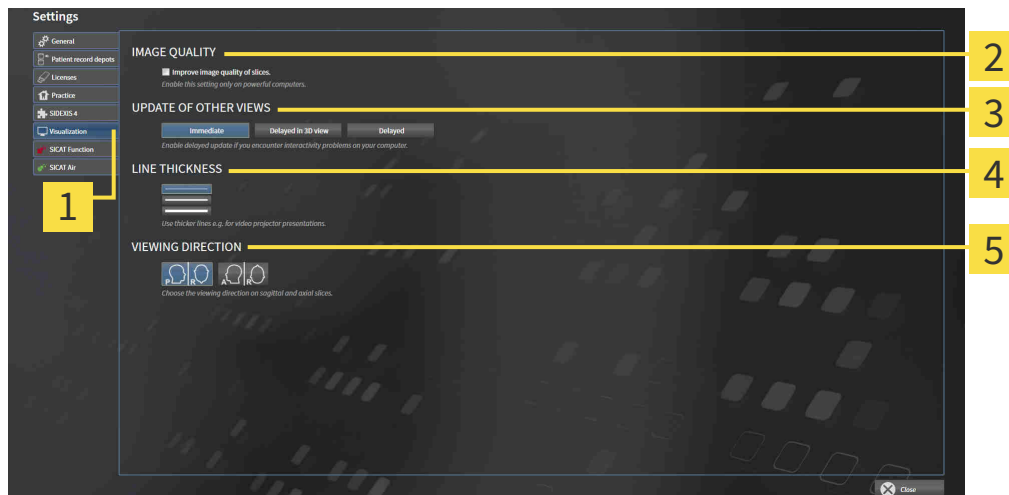 Settings
General
Patient record depots
Licenses
Practice
SIDEXIS 4
Visualization
SICAT Function
SICAT Air
1
IMAGE QUALITY
2
Improve image quality of slices.
Enable this setting only on powerful computers.
UPDATE OF OTHER VIEWS
3
Immediate Delayed in 3D view Delayed
Enable delayed update if you encounter interactivity problems on your computer.
LINE THICKNESS
4
Use thicker lines e.g. for video projector presentations.
VIEWING DIRECTION
5
P R A R
Choose the viewing direction on sagittal and axial slices.
Close